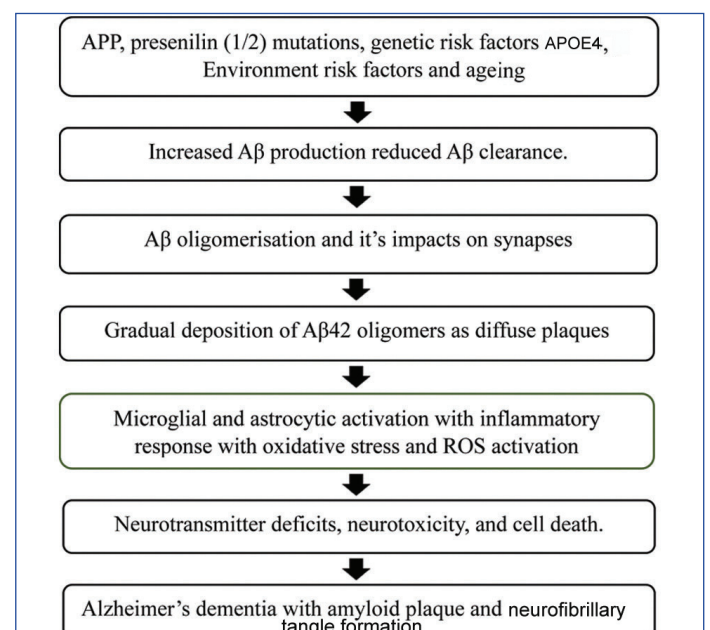 APP, presenilin (1/2) mutations, genetic risk factors APOE4,
Environment risk factors and ageing
Increased Aβ production reduced Aβ clearance.
Aβ oligomerisation and it’s impacts on synapses
Gradual deposition of Aβ42 oligomers as diffuse plaques
Microglial and astrocytic activation with inflammatory
response with oxidative stress and ROS activation
Neurotransmitter deficits, neurotoxicity, and cell death.
Alzheimer’s dementia with amyloid plaque and neurofibrillary
tangle formation